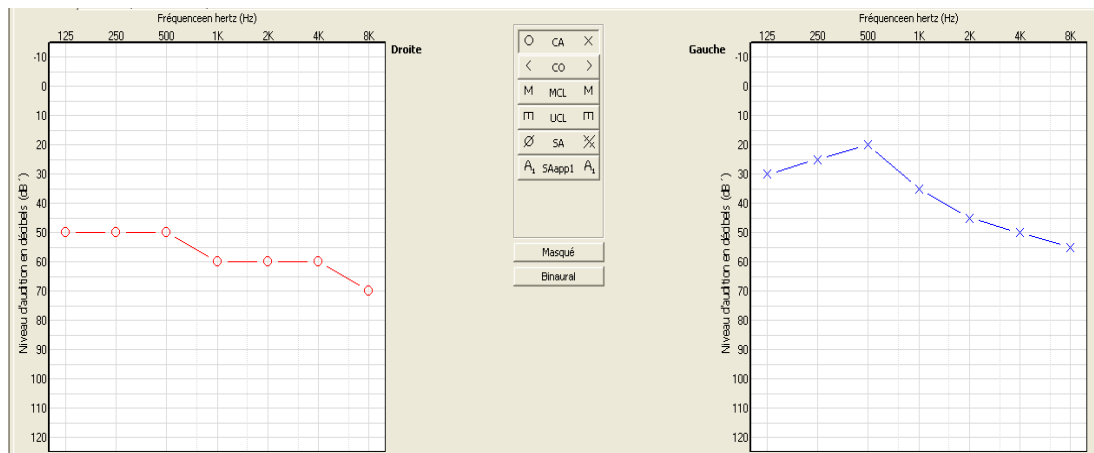 Fréquenceen hertz (Hz)
125 250 500 1K 2K 4K 8K
Droite
Niveau d'audition en décibels (dB´)
-10
0
10
20
30
40
50
60
70
80
90
100
110
120
O CA X
< CO >
M MCL M
UCL
Ø SA
A1 SAapp1 A1
Masqué
Binaural
Fréquenceen hertz (Hz)
125 250 500 1K 2K 4K 8K
Gauche
Niveau d'audition en décibels (dB´)
-10
0
10
20
30
40
50
60
70
80
90
100
110
120